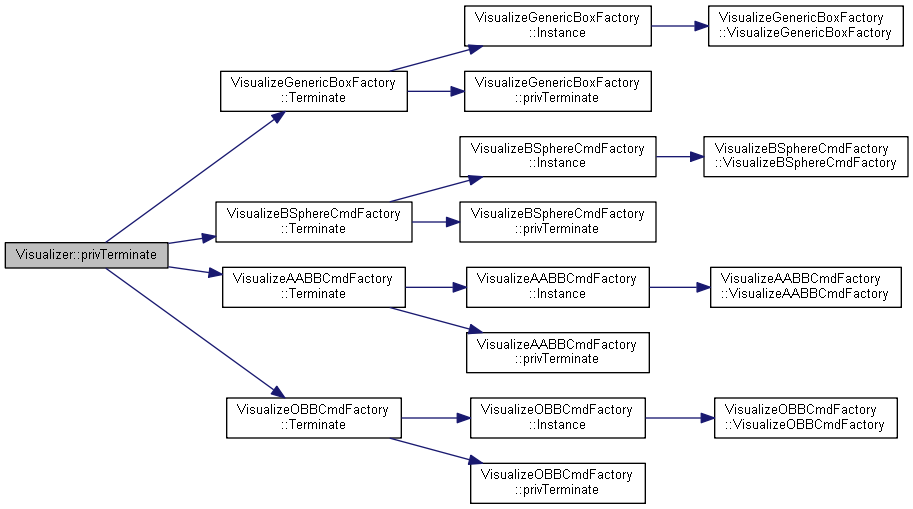 Visualizer::privTerminate
VisualizeGenericBoxFactory
::Terminate
VisualizeGenericBoxFactory
::Instance
VisualizeGenericBoxFactory
::VisualizeGenericBoxFactory
VisualizeGenericBoxFactory
::privTerminate
VisualizeBSphereCmdFactory
::Terminate
VisualizeBSphereCmdFactory
::Instance
VisualizeBSphereCmdFactory
::VisualizeBSphereCmdFactory
VisualizeBSphereCmdFactory
::privTerminate
VisualizeAABBCmdFactory
::Terminate
VisualizeAABBCmdFactory
::Instance
VisualizeAABBCmdFactory
::VisualizeAABBCmdFactory
VisualizeAABBCmdFactory
::privTerminate
VisualizeOBBCmdFactory
::Terminate
VisualizeOBBCmdFactory
::Instance
VisualizeOBBCmdFactory
::VisualizeOBBCmdFactory
VisualizeOBBCmdFactory
::privTerminate